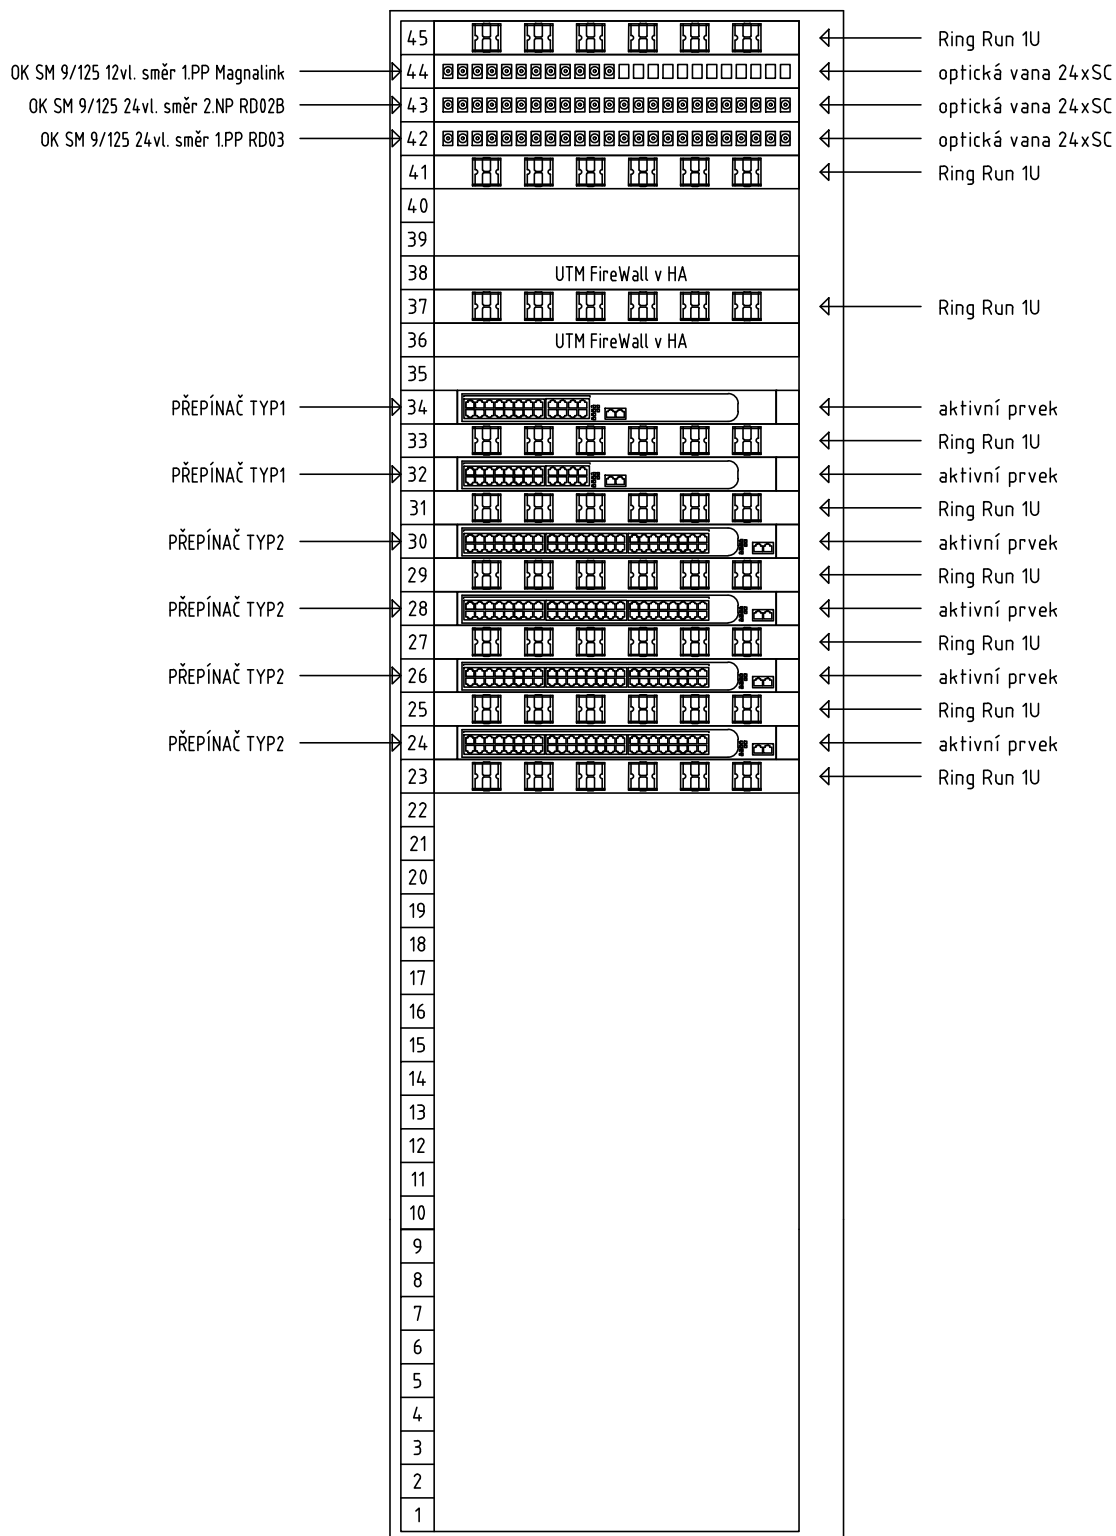 45 Ring Run 1U
OK SM 9/125 12vl. směr 1.PP Magnalink 44 optická vana 24xSC
OK SM 9/125 24vl. směr 2.NP RD02B 43 optická vana 24xSC
OK SM 9/125 24vl. směr 1.PP RD03 42 optická vana 24xSC
41 Ring Run 1U
40
39
38 UTM FireWall v HA
37 Ring Run 1U
36 UTM FireWall v HA
35
PŘEPÍNAČ TYP1 34 aktivní prvek
33 Ring Run 1U
PŘEPÍNAČ TYP1 32 aktivní prvek
31 Ring Run 1U
PŘEPÍNAČ TYP2 30 aktivní prvek
29 Ring Run 1U
PŘEPÍNAČ TYP2 28 aktivní prvek
27 Ring Run 1U
PŘEPÍNAČ TYP2 26 aktivní prvek
25 Ring Run 1U
PŘEPÍNAČ TYP2 24 aktivní prvek
23 Ring Run 1U
22
21
20
19
18
17
16
15
14
13
12
11
10
9
8
7
6
5
4
3
2
1